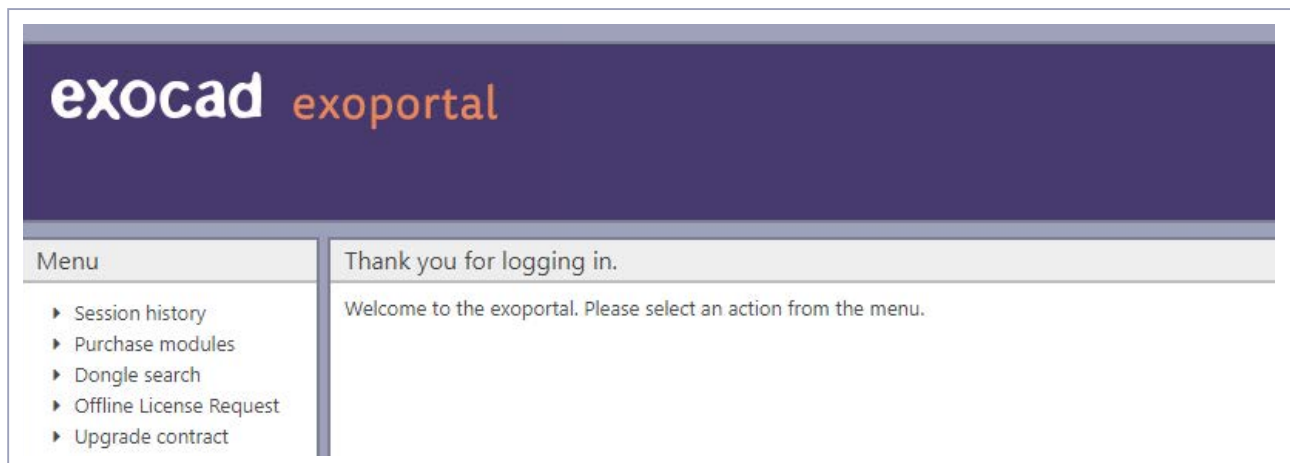 exocad exoportal
Menu
Session history
Purchase modules
Dongle search
Offline License Request
Upgrade contract
Thank you for logging in.
Welcome to the exoportal. Please select an action from the menu.